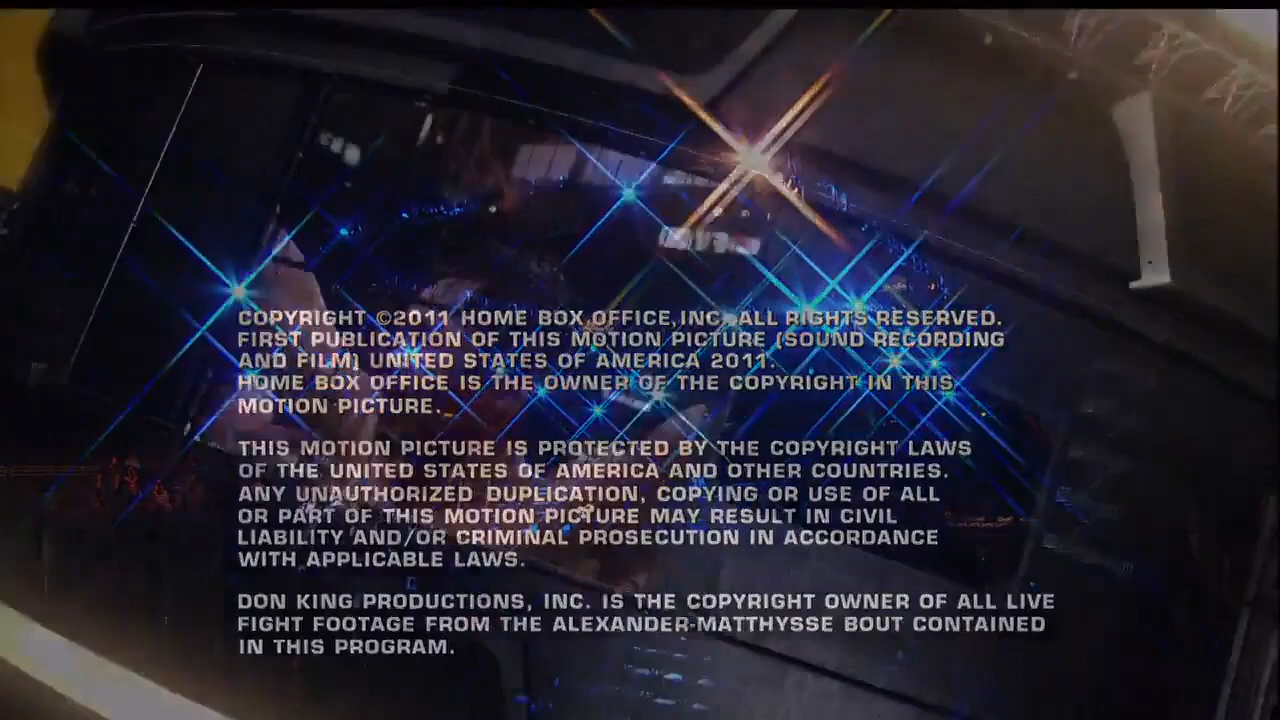 COPYRIGHT ©2011 HOME BOX OFFICE, INC. ALL RIGHTS RESERVED.
FIRST PUBLICATION OF THIS MOTION PICTURE (SOUND RECORDING
AND FILM) UNITED STATES OF AMERICA 2011.
HOME BOX OFFICE IS THE OWNER OF THE COPYRIGHT IN THIS
MOTION PICTURE.
THIS MOTION PICTURE IS PROTECTED BY THE COPYRIGHT LAWS
OF THE UNITED STATES OF AMERICA AND OTHER COUNTRIES.
ANY UNAUTHORIZED DUPLICATION, COPYING OR USE OF ALL
OR PART OF THIS MOTION PICTURE MAY RESULT IN CIVIL
LIABILITY AND/OR CRIMINAL PROSECUTION IN ACCORDANCE
WITH APPLICABLE LAWS.
DON KING PRODUCTIONS, INC. IS THE COPYRIGHT OWNER OF ALL LIVE
FIGHT FOOTAGE FROM THE ALEXANDER-MATTHYSSE BOUT CONTAINED
IN THIS PROGRAM.